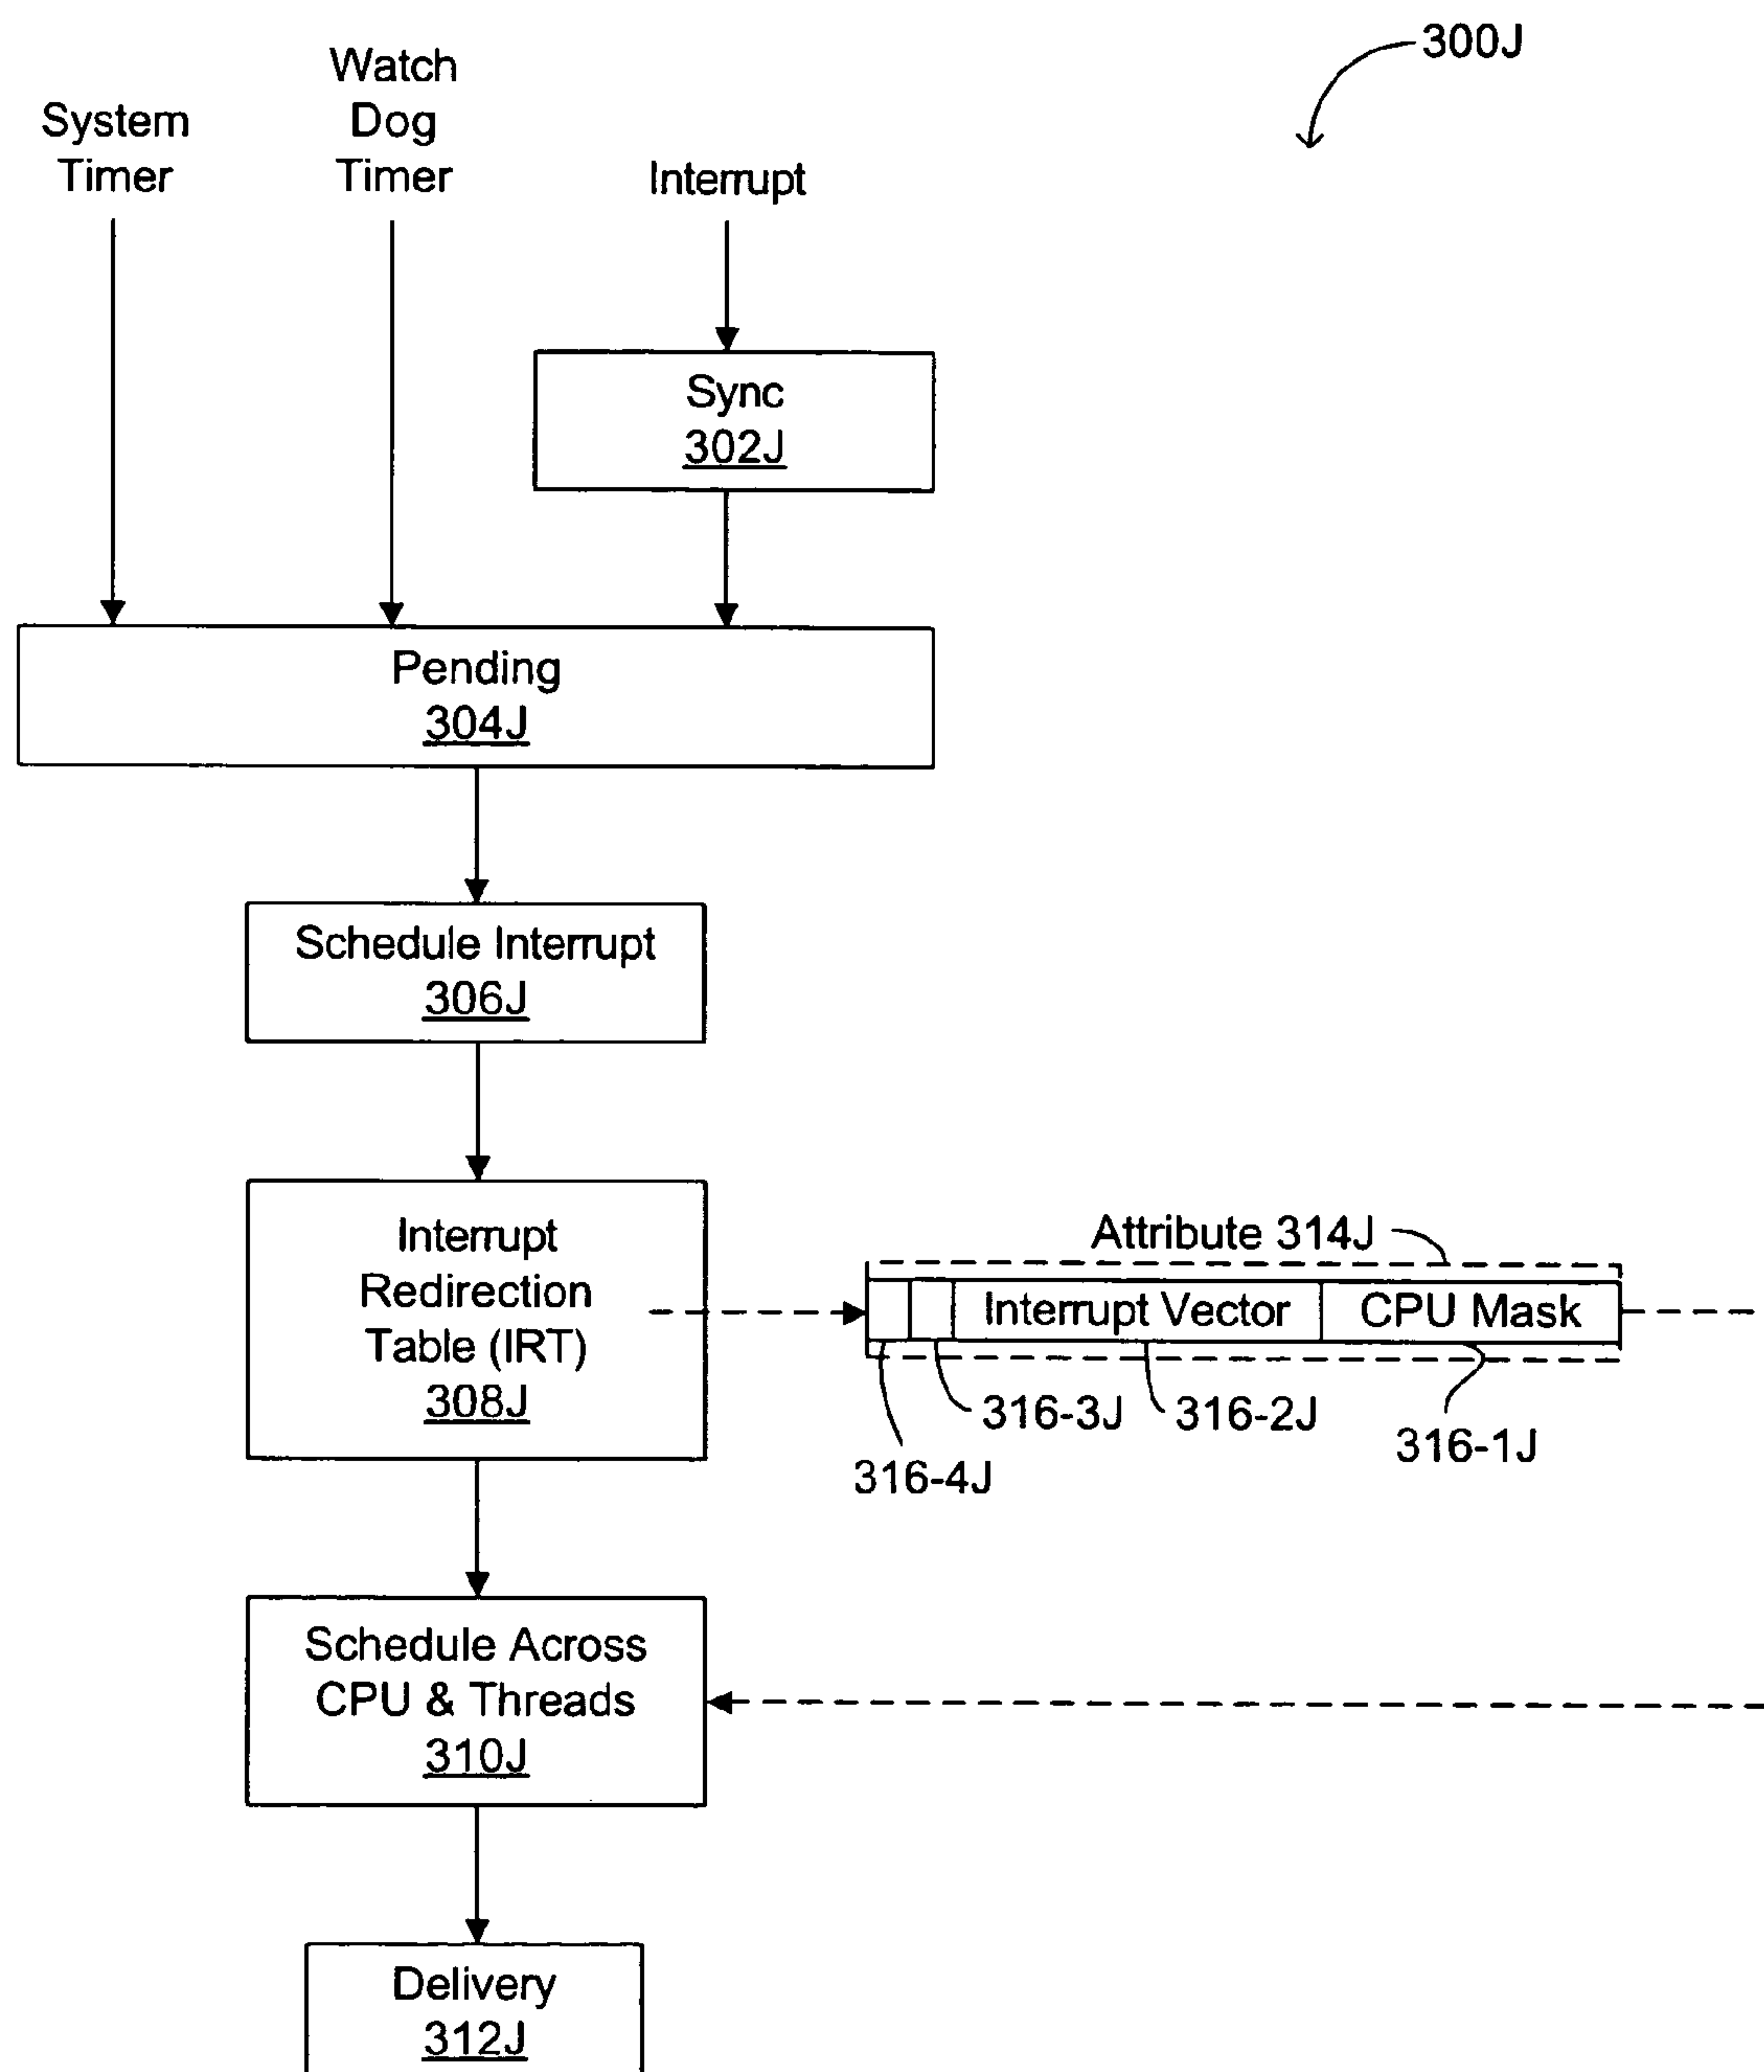 300J
System
Timer
Watch
Dog
Timer
Interrupt
Sync
302J
Pending
304J
Schedule Interrupt
306J
Interrupt
Redirection
Table (IRT)
308J
Attribute 314J
Interrupt Vector
CPU Mask
316-4J
316-3J
316-2J
316-1J
Schedule Across
CPU & Threads
310J
Delivery
312J